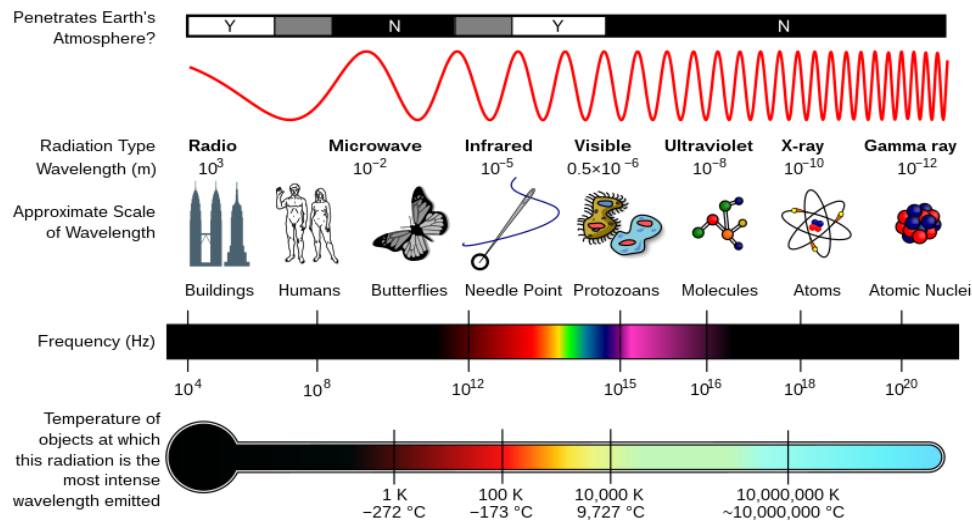 Penetrates Earth's
Atmosphere?
Y N Y N
Radiation Type Radio Microwave Infrared Visible Ultraviolet X-ray Gamma ray
Wavelength (m) 10³ 10⁻² 10⁻⁵ 0.5×10⁻⁶ 10⁻⁸ 10⁻¹⁰ 10⁻¹²
Approximate Scale
of Wavelength
Buildings Humans Butterflies Needle Point Protozoans Molecules Atoms Atomic Nuclei
Frequency (Hz)
10⁴ 10⁸ 10¹² 10¹⁵ 10¹⁶ 10¹⁸ 10²⁰
Temperature of
objects at which
this radiation is the
most intense
wavelength emitted
1 K 100 K 10,000 K 10,000,000 K
−272 °C −173 °C 9,727 °C ~10,000,000 °C